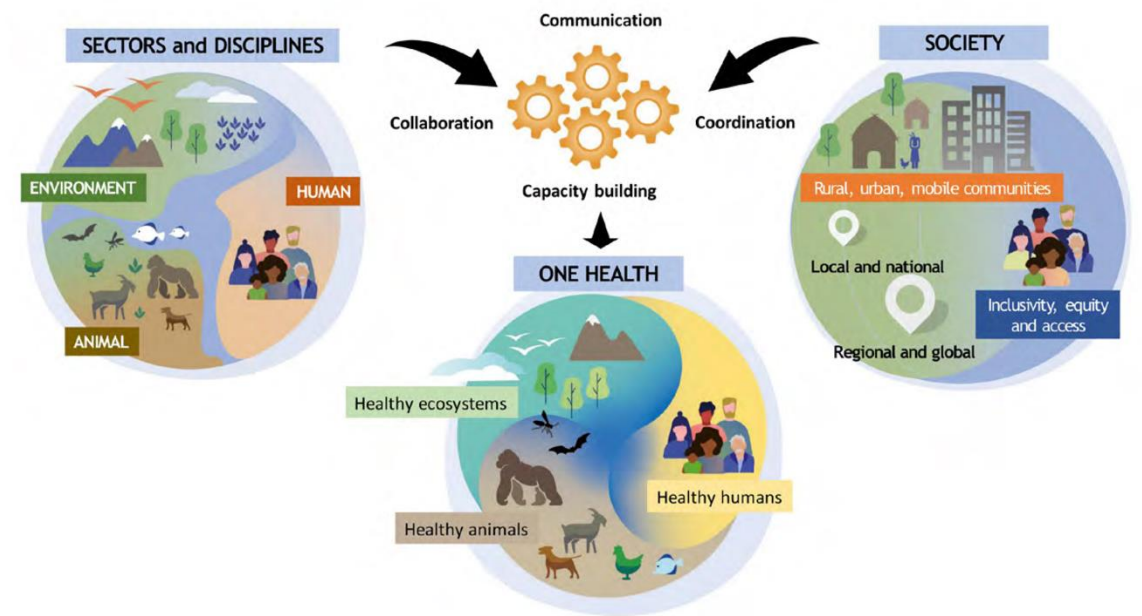 SECTORS and DISCIPLINES
ENVIRONMENT
HUMAN
ANIMAL
Communication
Collaboration
Coordination
Capacity building
SOCIETY
Rural, urban, mobile communities
Local and national
Inclusivity, equity
and access
Regional and global
ONE HEALTH
Healthy ecosystems
Healthy humans
Healthy animals